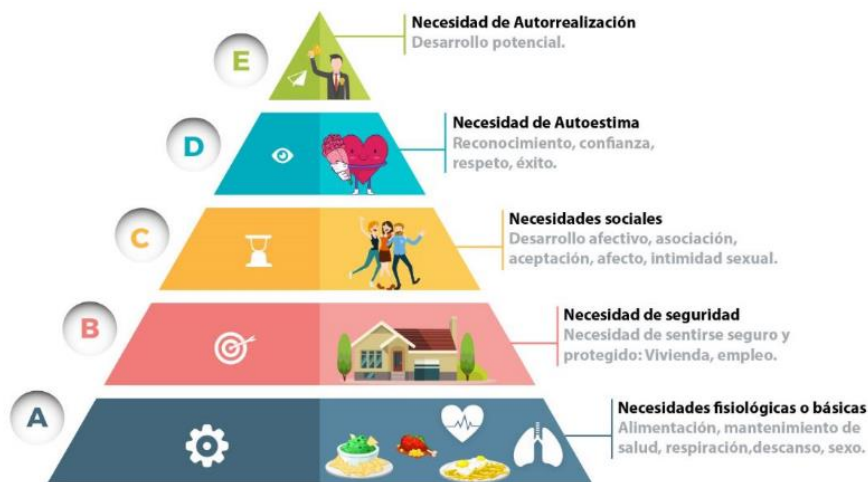 E
Necesidad de Autorrealización
Desarrollo potencial.
D
Necesidad de Autoestima
Reconocimiento, confianza,
respeto, éxito.
C
Necesidades sociales
Desarrollo afectivo, asociación,
aceptación, afecto, intimidad sexual.
B
Necesidad de seguridad
Necesidad de sentirse seguro y
protegido: Vivienda, empleo.
A
Necesidades fisiológicas o básicas
Alimentación, mantenimiento de
salud, respiración,descanso, sexo.